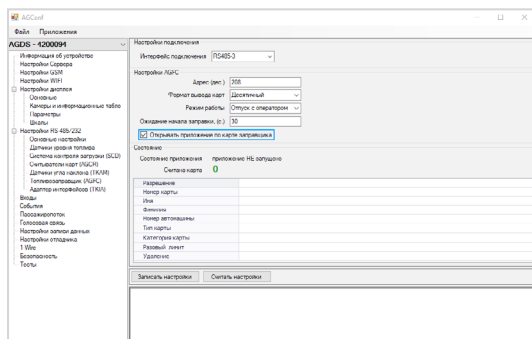 AGConf
Файл Приложения
AGDS - 4200094
Информация об устройстве
Настройки Сервера
Настройки GSM
Настройки WIFI
Настройки дисплея
Основные
Камеры и информационные табло
Параметры
Шкалы
Настройки RS 485/232
Основные настройки
Датчики уровня топлива
Система контроля загрузки (SCD)
Считыватели карт (AGCR)
Датчики угла наклона (TKAM)
Топливозаправщик (AGFC)
Адаптер интерфейсов (TKIA)
Входы
События
Пассажиропоток
Голосовая связь
Настройки записи данных
Настройки отладчика
1 Wire
Безопасность
Тесты
Настройки подключения
Интерфейс подключения RS485-3
Настройки AGFC
Адрес (дес.) 208
Формат вывода карт Десятичный
Режим работы Отпуск с оператором
Ожидание начала заправки, (с.) 30
Открывать приложение по карте заправщика
Состояние
Состояние приложения приложение НЕ запущено
Считана карта 0
Разрешение
Номер карты
Имя
Фамилия
Номер автомашины
Тип карты
Категория карты
Разовый лимит
Удаление
Записать настройки Считать настройки